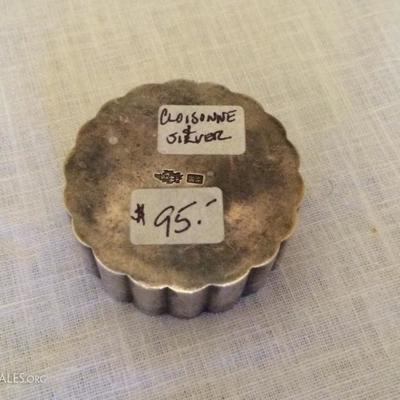 CLOISONNE
&
SILVER
$95.-
ALES.ORG